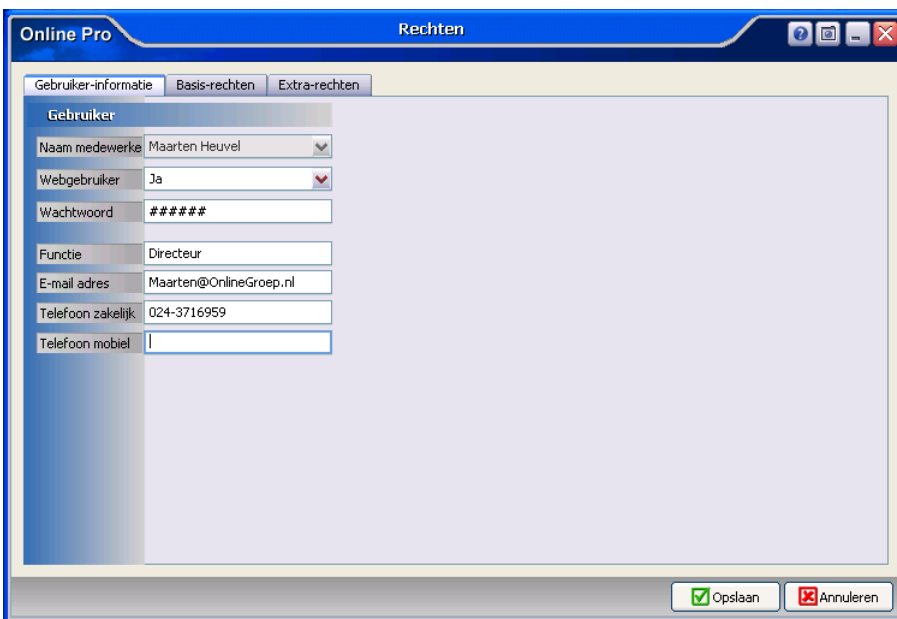 Online Pro
Rechten
Gebruiker-informatie Basis-rechten Extra-rechten
Gebruiker
Naam medewerke Maarten Heuvel
Webgebruiker Ja
Wachtwoord ######
Functie Directeur
E-mail adres Maarten@OnlineGroep.nl
Telefoon zakelijk 024-3716959
Telefoon mobiel
Opslaan Annuleren